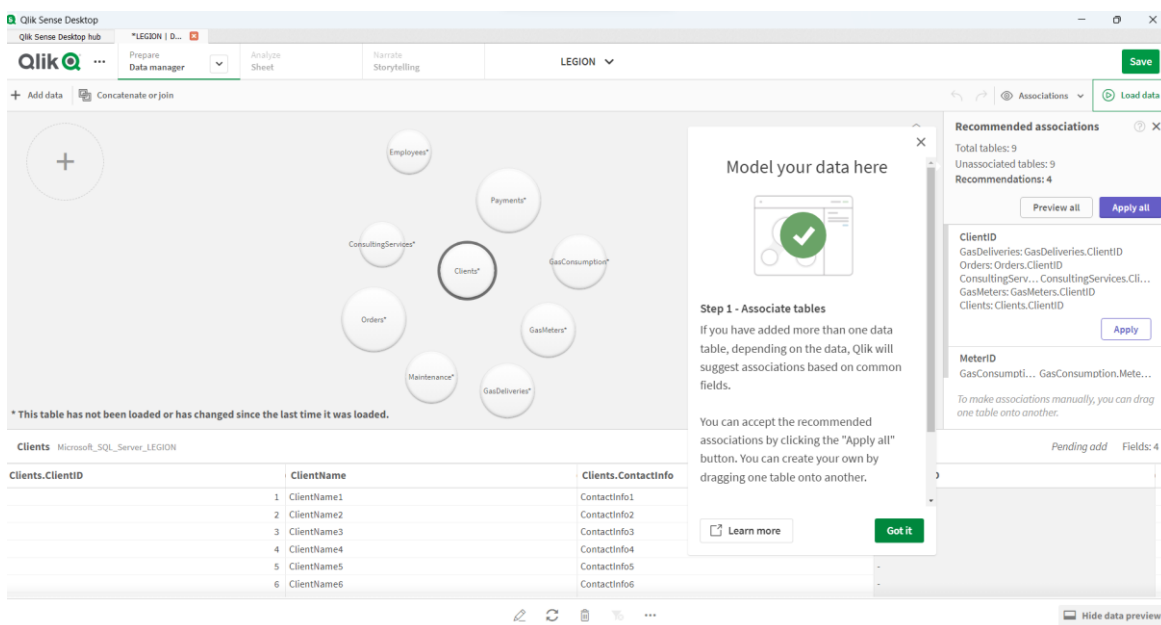 Qlik Sense Desktop
Qlik Sense Desktop hub
*LEGION | D...
Qlik
Prepare
Data manager
Analyze
Sheet
Narrate
Storytelling
LEGION
Save
Add data
Concatenate or join
Associations
Load data
Employees*
Payments*
ConsultingServices*
Clients*
GasConsumption*
Orders*
GasMeters*
Maintenance*
GasDeliveries*
* This table has not been loaded or has changed since the last time it was loaded.
Model your data here
Step 1 - Associate tables
If you have added more than one data
table, depending on the data, Qlik will
suggest associations based on common
fields.
You can accept the recommended
associations by clicking the "Apply all"
button. You can create your own by
dragging one table onto another.
Learn more
Got it
Recommended associations
Total tables: 9
Unassociated tables: 9
Recommendations: 4
Preview all
Apply all
ClientID
GasDeliveries: GasDeliveries.ClientID
Orders: Orders.ClientID
ConsultingServ... ConsultingServices.Cli...
GasMeters: GasMeters.ClientID
Clients: Clients.ClientID
Apply
MeterID
GasConsumpti... GasConsumption.Mete...
To make associations manually, you can drag
one table onto another.
Clients Microsoft_SQL_Server_LEGION
Pending add Fields: 4
Clients.ClientID ClientName Clients.ContactInfo
1 ClientName1 ContactInfo1
2 ClientName2 ContactInfo2
3 ClientName3 ContactInfo3
4 ClientName4 ContactInfo4
5 ClientName5 ContactInfo5 -
6 ClientName6 ContactInfo6 -
Hide data preview